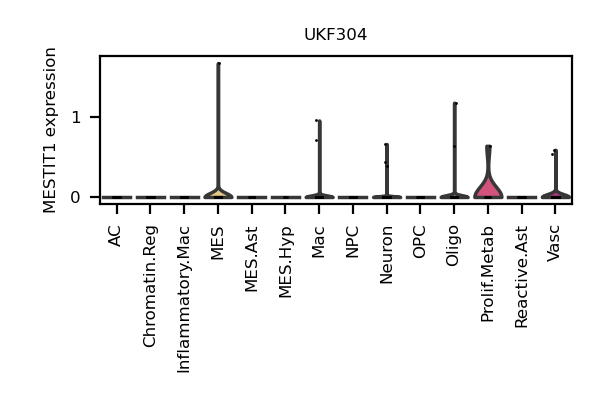 UKF304
MESTIT1 expression
1
0
AC
Chromatin.Reg
Inflammatory.Mac
MES
MES.Ast
MES.Hyp
Mac
NPC
Neuron
OPC
Oligo
Prolif.Metab
Reactive.Ast
Vasc